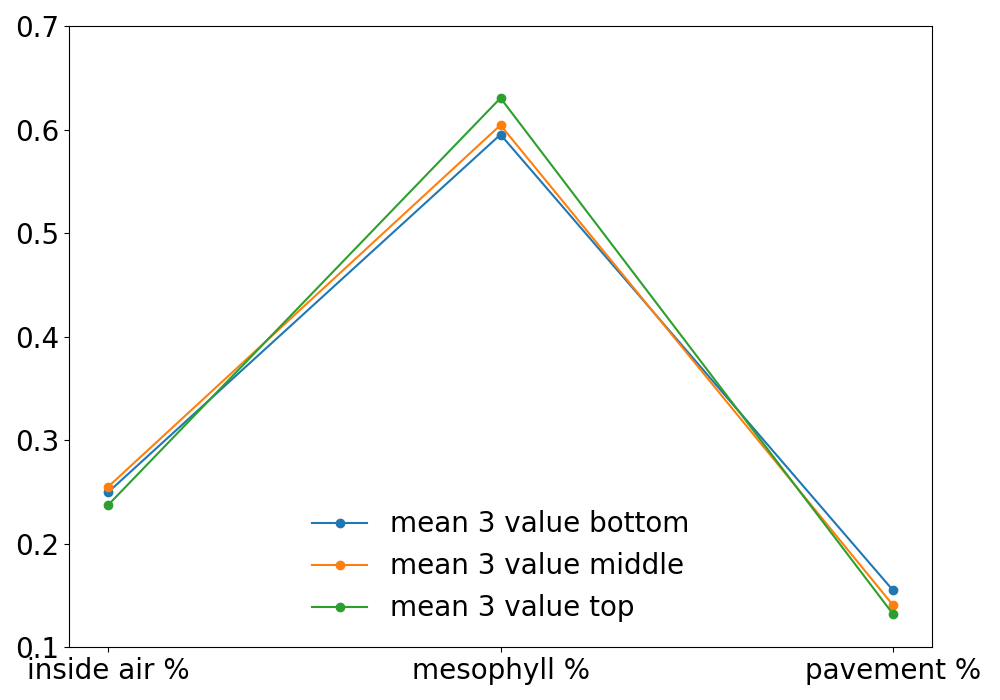 0.7
0.6
0.5
0.4
0.3
0.2
0.1
mean 3 value bottom
mean 3 value middle
mean 3 value top
inside air %
mesophyll %
pavement %